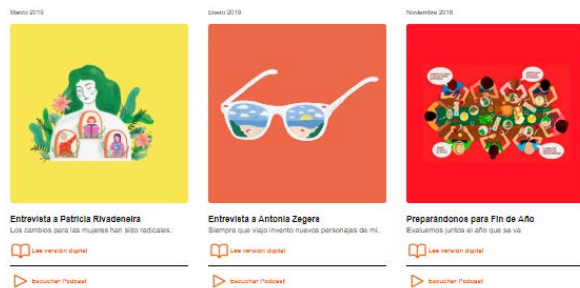 Marzo 2019
Enero 2019
Noviembre 2018
Entrevista a Patricia Rivadeneira
Los cambios para las mujeres han sido radicales.
Lee versión digital
Escuchar Podcast
Entrevista a Antonia Zegers
Siempre que viajo invento nuevos personajes de mí.
Lee versión digital
Escuchar Podcast
Preparándonos para Fin de Año
Evaluemos juntos el año que se va
Lee versión digital
Escuchar Podcast